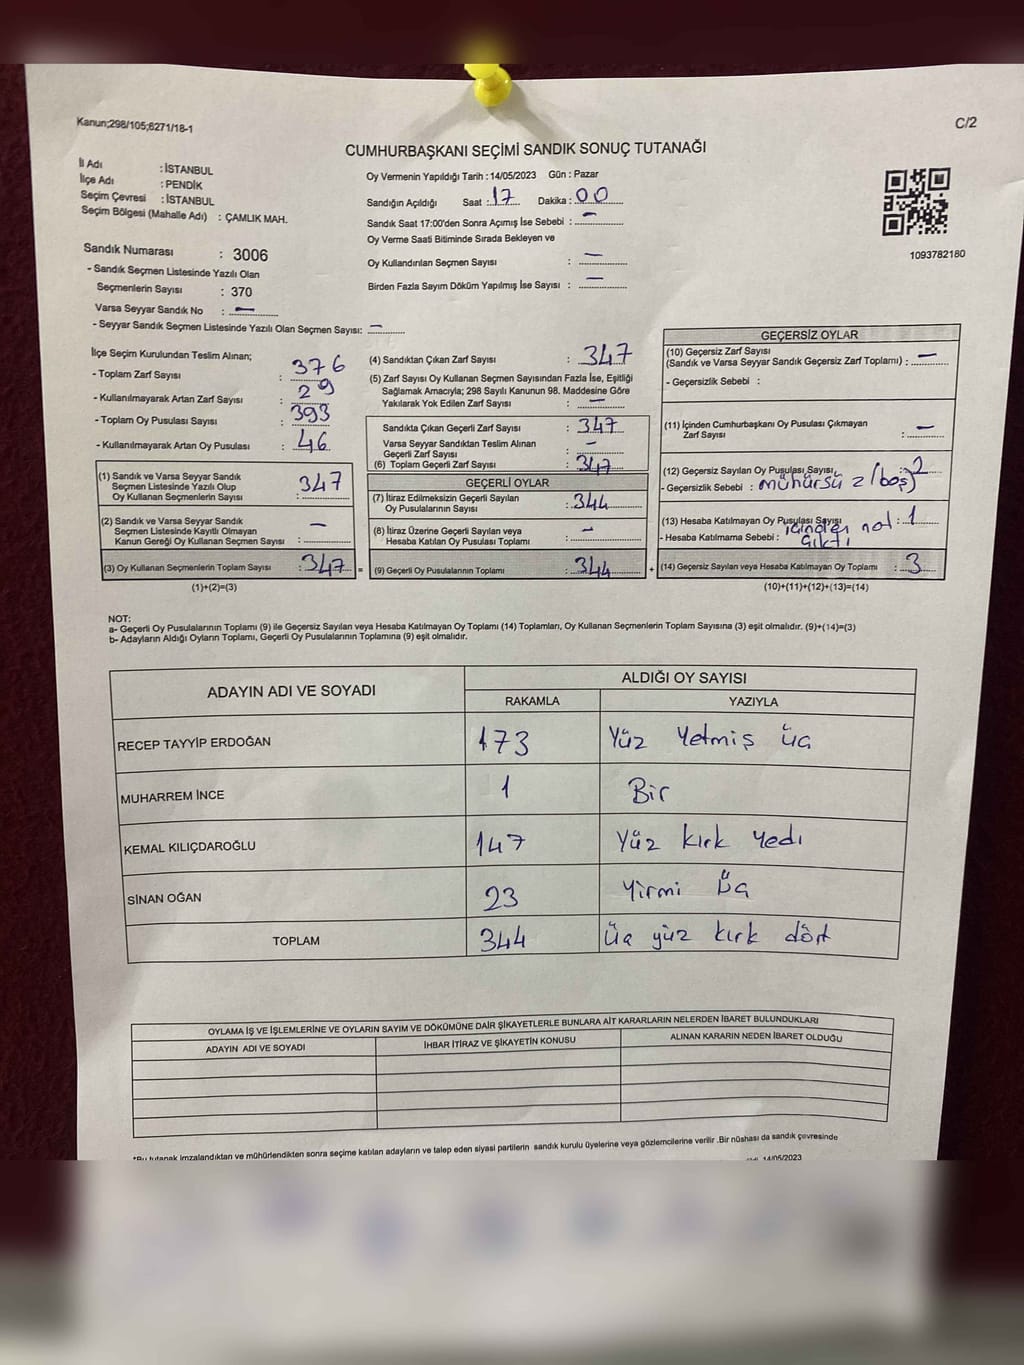 Kanun;298/105;6271/18-1
C/2
CUMHURBAŞKANI SEÇİMİ SANDIK SONUÇ TUTANAĞI
İl Adı : İSTANBUL
İlçe Adı : PENDİK
Seçim Çevresi : İSTANBUL
Seçim Bölgesi (Mahalle Adı) : ÇAMLIK MAH.
Sandık Numarası : 3006
- Sandık Seçmen Listesinde Yazılı Olan
Seçmenlerin Sayısı : 370
Varsa Seyyar Sandık No : —
- Seyyar Sandık Seçmen Listesinde Yazılı Olan Seçmen Sayısı: —
Oy Vermenin Yapıldığı Tarih : 14/05/2023 Gün : Pazar
Sandığın Açıldığı Saat : 17 Dakika : 00
Sandık Saat 17:00'den Sonra Açımış İse Sebebi : —
Oy Verme Saati Bitiminde Sırada Bekleyen ve
Oy Kullandırılan Seçmen Sayısı : —
Birden Fazla Sayım Döküm Yapılmış İse Sayısı : —
1093782180
İlçe Seçim Kurulundan Teslim Alınan;
- Toplam Zarf Sayısı : 376
- Kullanılmayarak Artan Zarf Sayısı : 29
- Toplam Oy Pusulası Sayısı : 393
- Kullanılmayarak Artan Oy Pusulası : 46
(1) Sandık ve Varsa Seyyar Sandık
Seçmen Listesinde Yazılı Olup
Oy Kullanan Seçmenlerin Sayısı : 347
(2) Sandık ve Varsa Seyyar Sandık
Seçmen Listesinde Kayıtlı Olmayan
Kanun Gereği Oy Kullanan Seçmen Sayısı : —
(3) Oy Kullanan Seçmenlerin Toplam Sayısı : 347 =
(1)+(2)=(3)
(4) Sandıktan Çıkan Zarf Sayısı : 347
(5) Zarf Sayısı Oy Kullanan Seçmen Sayısından Fazla İse, Eşitliği
Sağlamak Amacıyla; 298 Sayılı Kanunun 98. Maddesine Göre
Yakılarak Yok Edilen Zarf Sayısı : —
Sandıkta Çıkan Geçerli Zarf Sayısı : 347
Varsa Seyyar Sandıktan Teslim Alınan
Geçerli Zarf Sayısı : —
(6) Toplam Geçerli Zarf Sayısı : 347
GEÇERLİ OYLAR
(7) İtiraz Edilmeksizin Geçerli Sayılan
Oy Pusulalarının Sayısı : 344
(8) İtiraz Üzerine Geçerli Sayılan veya
Hesaba Katılan Oy Pusulası Toplamı : —
(9) Geçerli Oy Pusulalarının Toplamı : 344 +
GEÇERSİZ OYLAR
(10) Geçersiz Zarf Sayısı
(Sandık ve Varsa Seyyar Sandık Geçersiz Zarf Toplamı) : —
- Geçersizlik Sebebi :
(11) İçinden Cumhurbaşkanı Oy Pusulası Çıkmayan
Zarf Sayısı : —
(12) Geçersiz Sayılan Oy Pusulası Sayısı : 2
- Geçersizlik Sebebi : mühürsüz/boş
(13) Hesaba Katılmayan Oy Pusulası Sayısı : 1
- Hesaba Katılmama Sebebi : içinden not
çıktı
(14) Geçersiz Sayılan veya Hesaba Katılmayan Oy Toplamı : 3
(10)+(11)+(12)+(13)=(14)
NOT:
a- Geçerli Oy Pusulalarının Toplamı (9) ile Geçersiz Sayılan veya Hesaba Katılmayan Oy Toplamı (14) Toplamları, Oy Kullanan Seçmenlerin Toplam Sayısına (3) eşit olmalıdır. (9)+(14)=(3)
b- Adayların Aldığı Oyların Toplamı, Geçerli Oy Pusulalarının Toplamına (9) eşit olmalıdır.
ADAYIN ADI VE SOYADI
ALDIĞI OY SAYISI
RAKAMLA YAZIYLA
RECEP TAYYİP ERDOĞAN 173 Yüz Yetmiş üç
MUHARREM İNCE 1 Bir
KEMAL KILIÇDAROĞLU 147 Yüz kırk yedi
SİNAN OĞAN 23 Yirmi Üç
TOPLAM 344 Üç yüz kırk dört
OYLAMA İŞ VE İŞLEMLERİNE VE OYLARIN SAYIM VE DÖKÜMÜNE DAİR ŞİKAYETLERLE BUNLARA AİT KARARLARIN NELERDEN İBARET BULUNDUKLARI
ADAYIN ADI VE SOYADI İHBAR İTİRAZ VE ŞİKAYETİN KONUSU ALINAN KARARIN NEDEN İBARET OLDUĞU
*Bu tutanak imzalandıktan ve mühürlendikten sonra seçime katılan adayların ve talep eden siyasi partilerin sandık kurulu üyelerine veya gözlemcilerine verilir .Bir nüshası da sandık çevresinde
14/05/2023